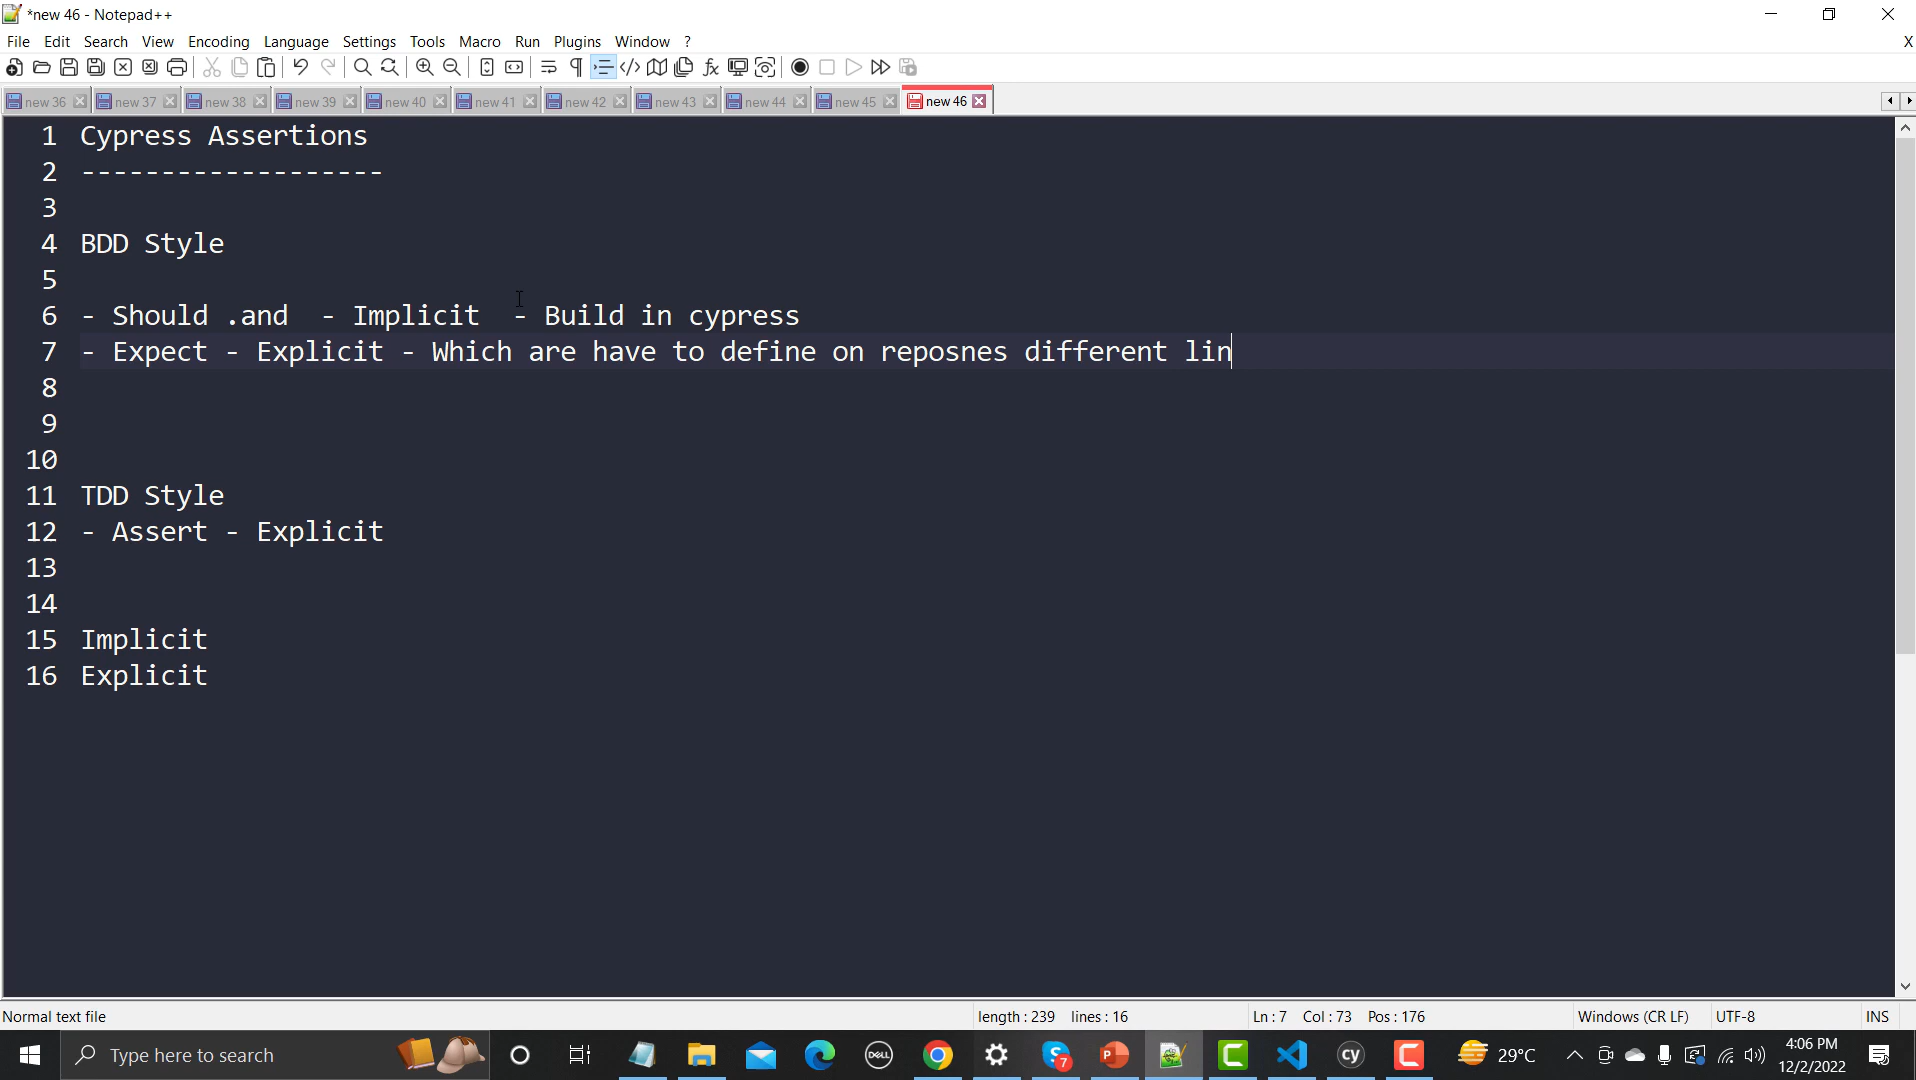 *new 46 - Notepad++
File Edit Search View Encoding Language Settings Tools Macro Run Plugins Window ? X
new 36 new 37 new 38 new 39 new 40 new 41 new 42 new 43 new 44 new 45 new 46
1 Cypress Assertions
2 -------------------
3
4 BDD Style
5
6 - Should .and - Implicit - Build in cypress
7 - Expect - Explicit - Which are have to define on reposnes different lin
8
9
10
11 TDD Style
12 - Assert - Explicit
13
14
15 Implicit
16 Explicit
Normal text file length : 239 lines : 16 Ln : 7 Col : 73 Pos : 176 Windows (CR LF) UTF-8 INS
Type here to search DELL 7 P cy C 29°C 4:06 PM
12/2/2022